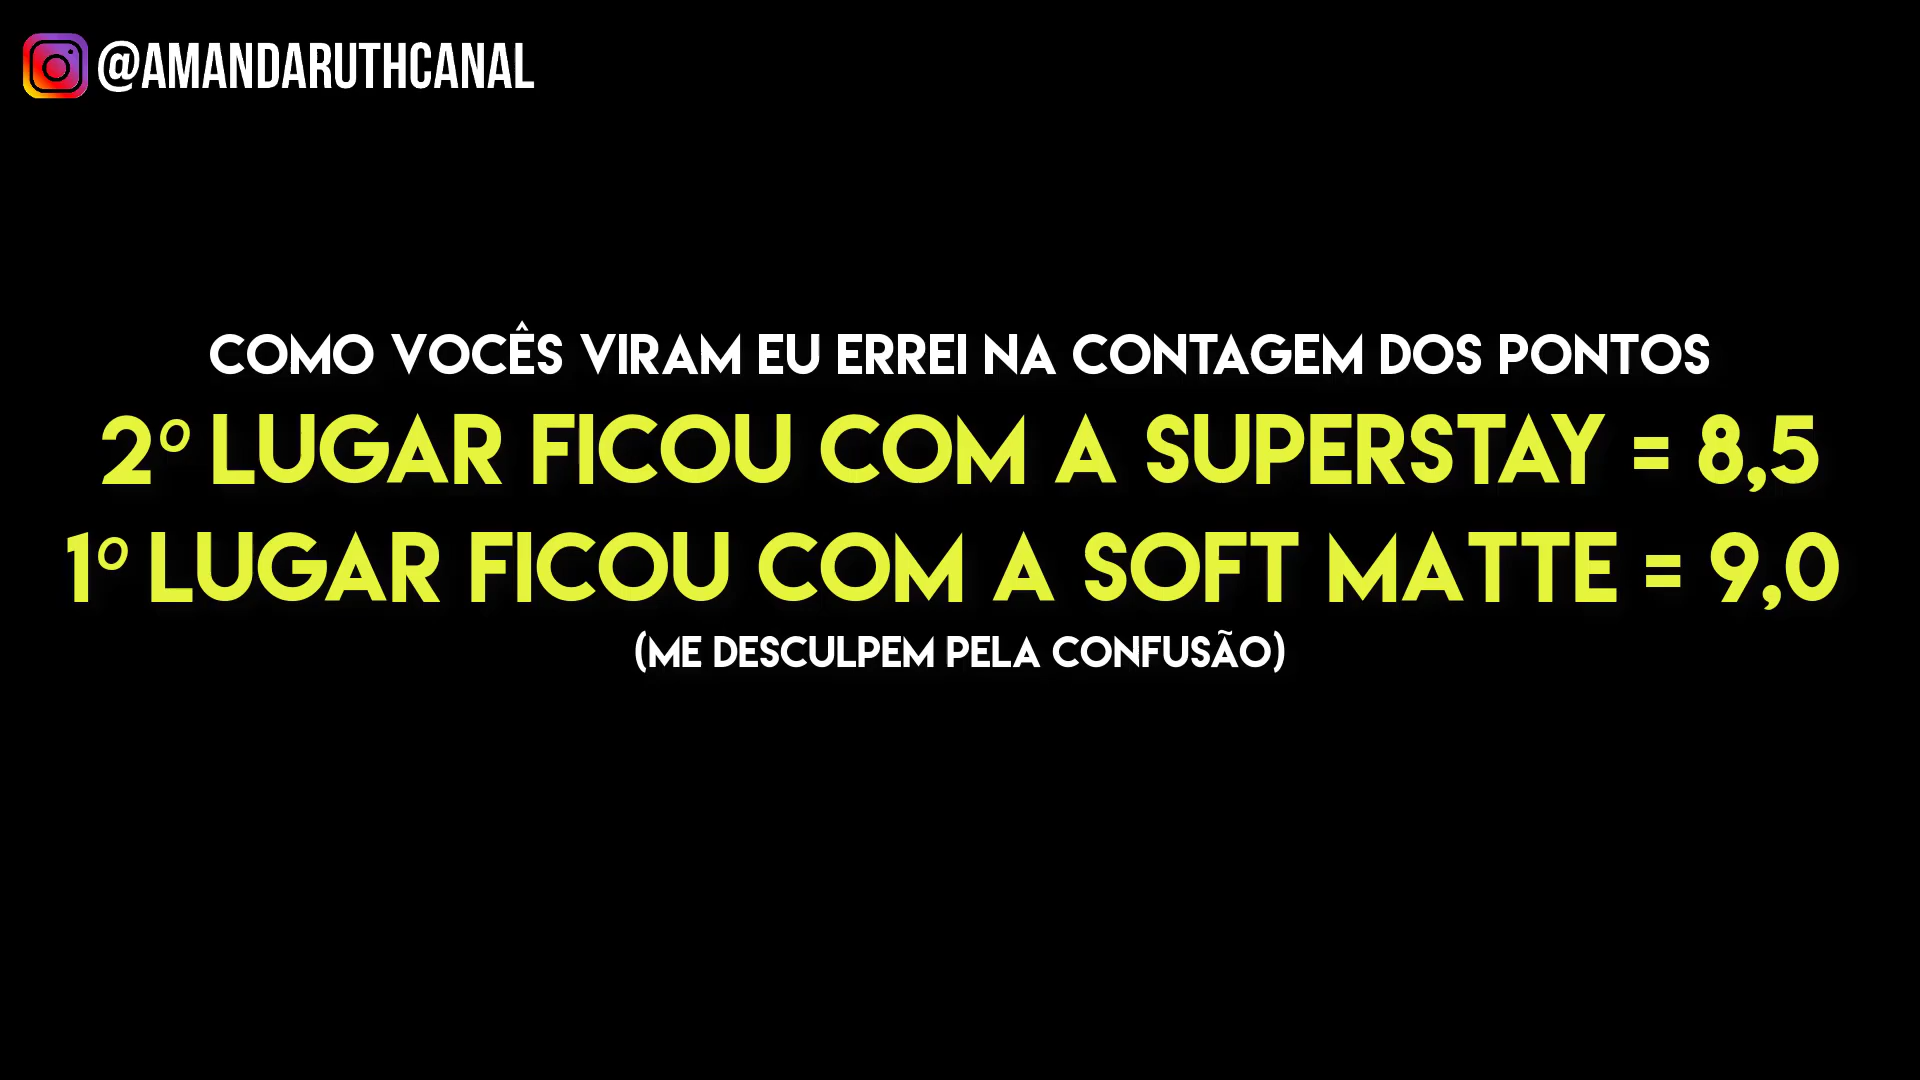 @AMANDARUTHCANAL
COMO VOCÊS VIRAM EU ERREI NA CONTAGEM DOS PONTOS
2º LUGAR FICOU COM A SUPERSTAY = 8,5
1º LUGAR FICOU COM A SOFT MATTE = 9,0
(ME DESCULPEM PELA CONFUSÃO)